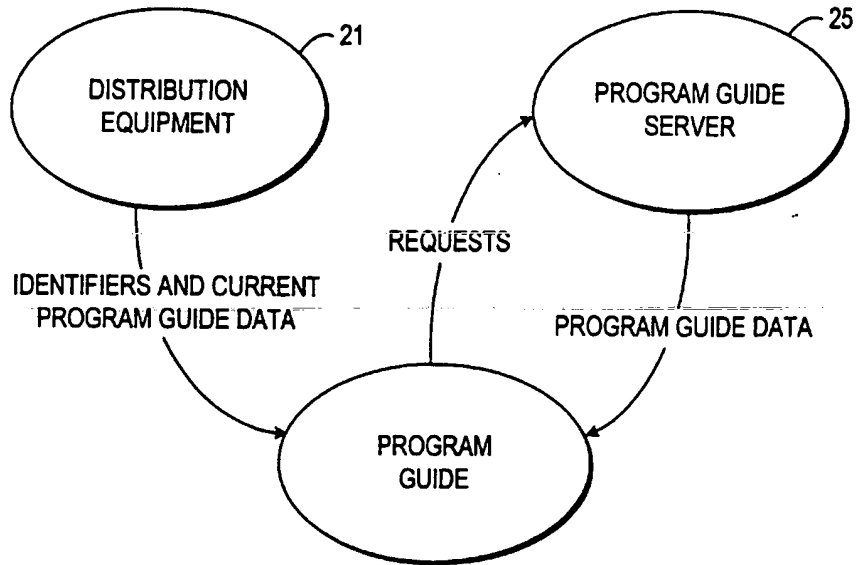 21
DISTRIBUTION
EQUIPMENT
25
PROGRAM GUIDE
SERVER
REQUESTS
IDENTIFIERS AND CURRENT
PROGRAM GUIDE DATA
PROGRAM GUIDE DATA
PROGRAM
GUIDE